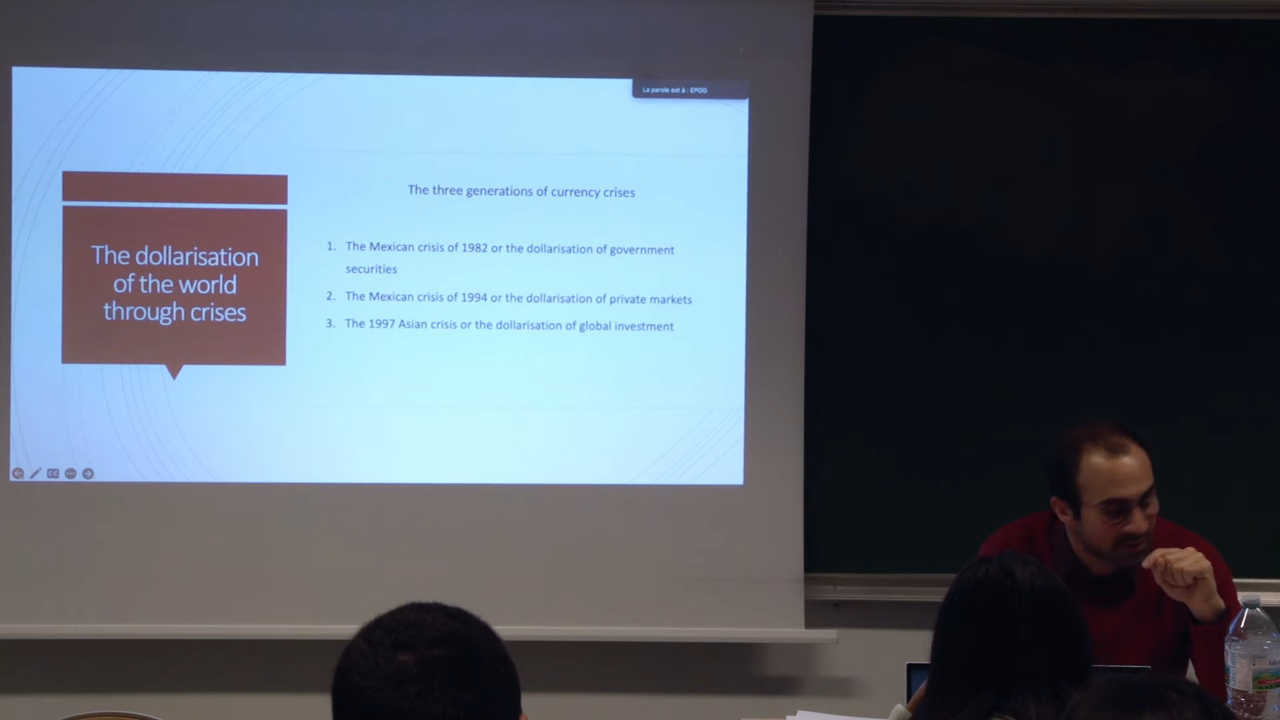 La parole est à : EPOG
The dollarisation
of the world
through crises
The three generations of currency crises
1. The Mexican crisis of 1982 or the dollarisation of government
securities
2. The Mexican crisis of 1994 or the dollarisation of private markets
3. The 1997 Asian crisis or the dollarisation of global investment